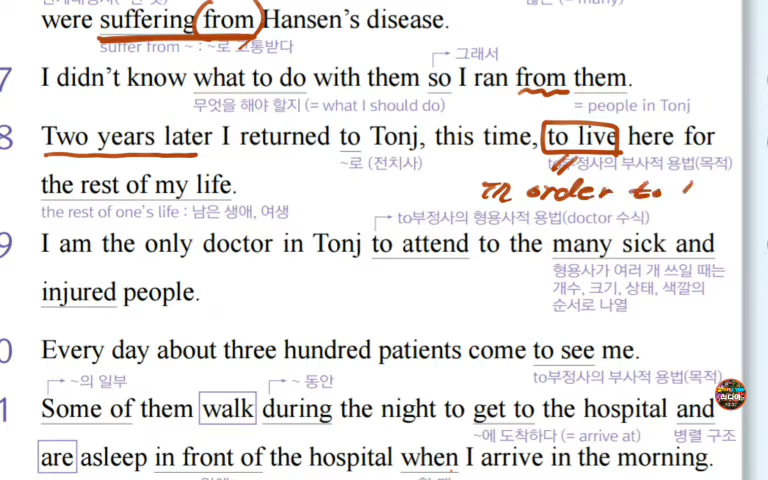 were suffering from Hansen's disease.
suffer from ~ : ~로 고통받다
그래서
7 I didn't know what to do with them so I ran from them.
무엇을 해야 할지 (= what I should do) = people in Tonj
8 Two years later I returned to Tonj, this time, to live here for
~로 (전치사) to부정사의 부사적 용법(목적)
the rest of my life. in order to
the rest of one's life : 남은 생애, 여생 to부정사의 형용사적 용법(doctor 수식)
9 I am the only doctor in Tonj to attend to the many sick and
형용사가 여러 개 쓰일 때는
injured people. 개수, 크기, 상태, 색깔의
순서로 나열
0 Every day about three hundred patients come to see me.
to부정사의 부사적 용법(목적)
~의 일부 ~ 동안
1 Some of them walk during the night to get to the hospital and
~에 도착하다 (= arrive at) 병렬 구조
are asleep in front of the hospital when I arrive in the morning.